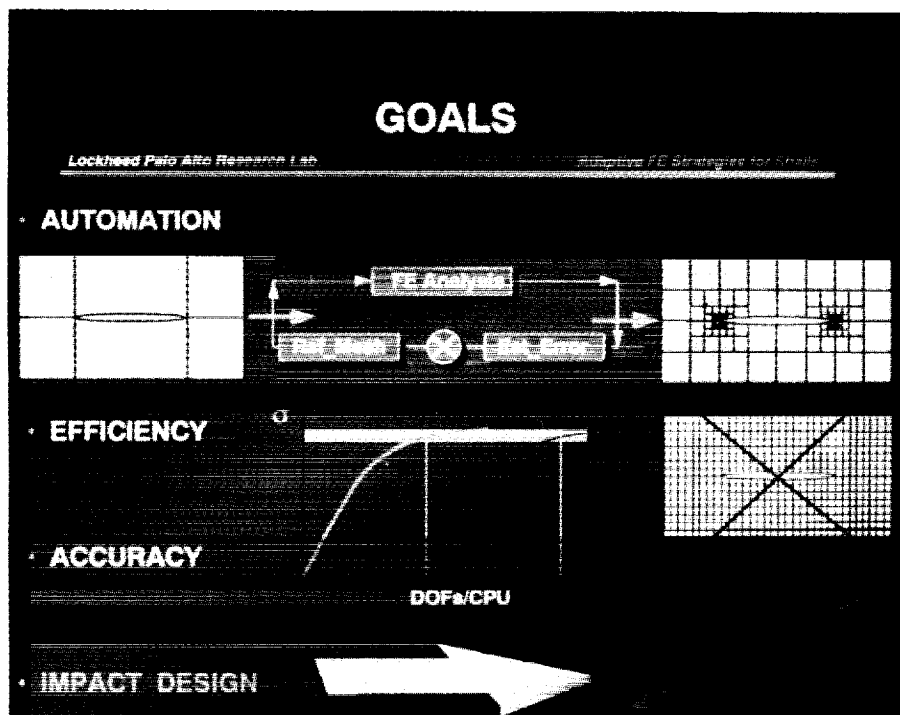 GOALS
Lockheed Palo Alto Research Lab
Adaptive FE Strategies for Shells
• AUTOMATION
FE Analysis
• EFFICIENCY
σ
• ACCURACY
DOFs/CPU
• IMPACT DESIGN